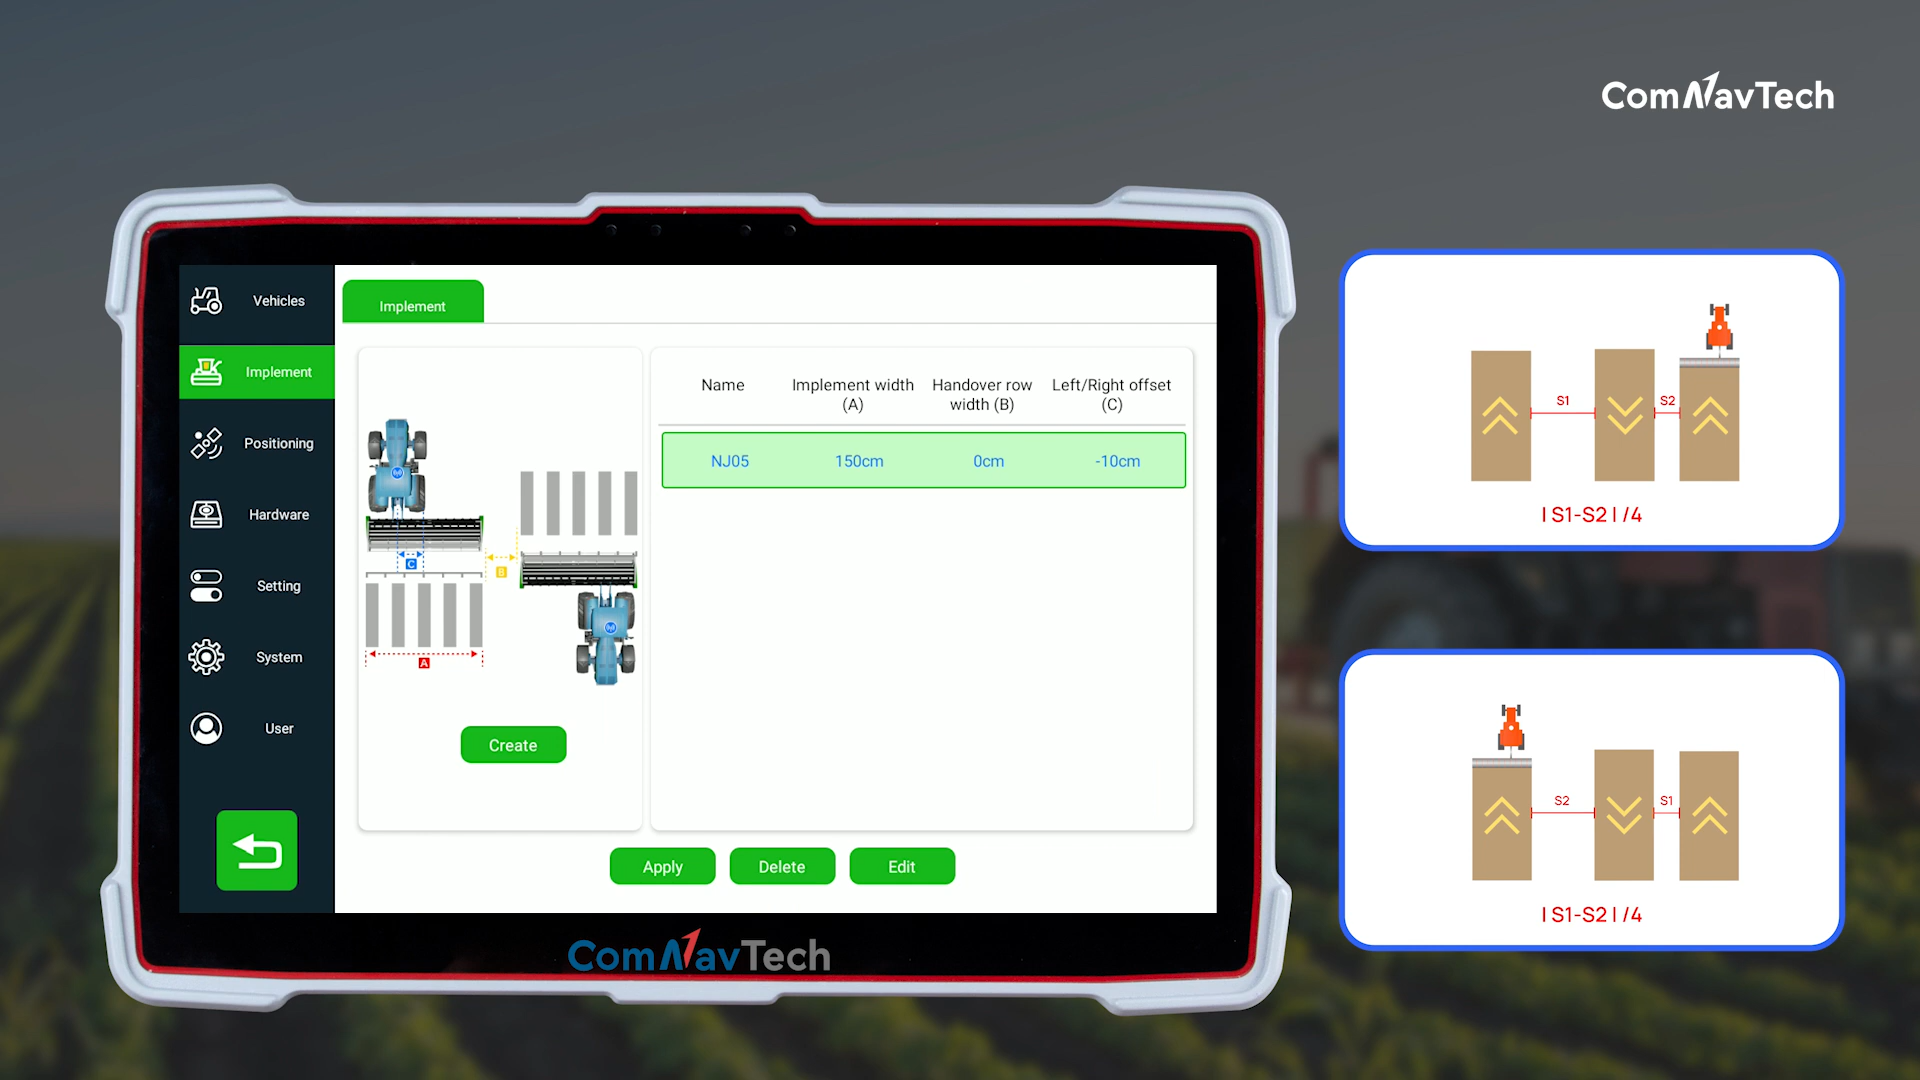 ComNavTech
Vehicles
Implement
Positioning
Hardware
Setting
System
User
Implement
C
B
A
Create
Name
Implement width
(A)
Handover row
width (B)
Left/Right offset
(C)
NJ05
150cm
0cm
-10cm
Apply
Delete
Edit
ComNavTech
S1
S2
| S1-S2 | /4
S2
S1
| S1-S2 | /4